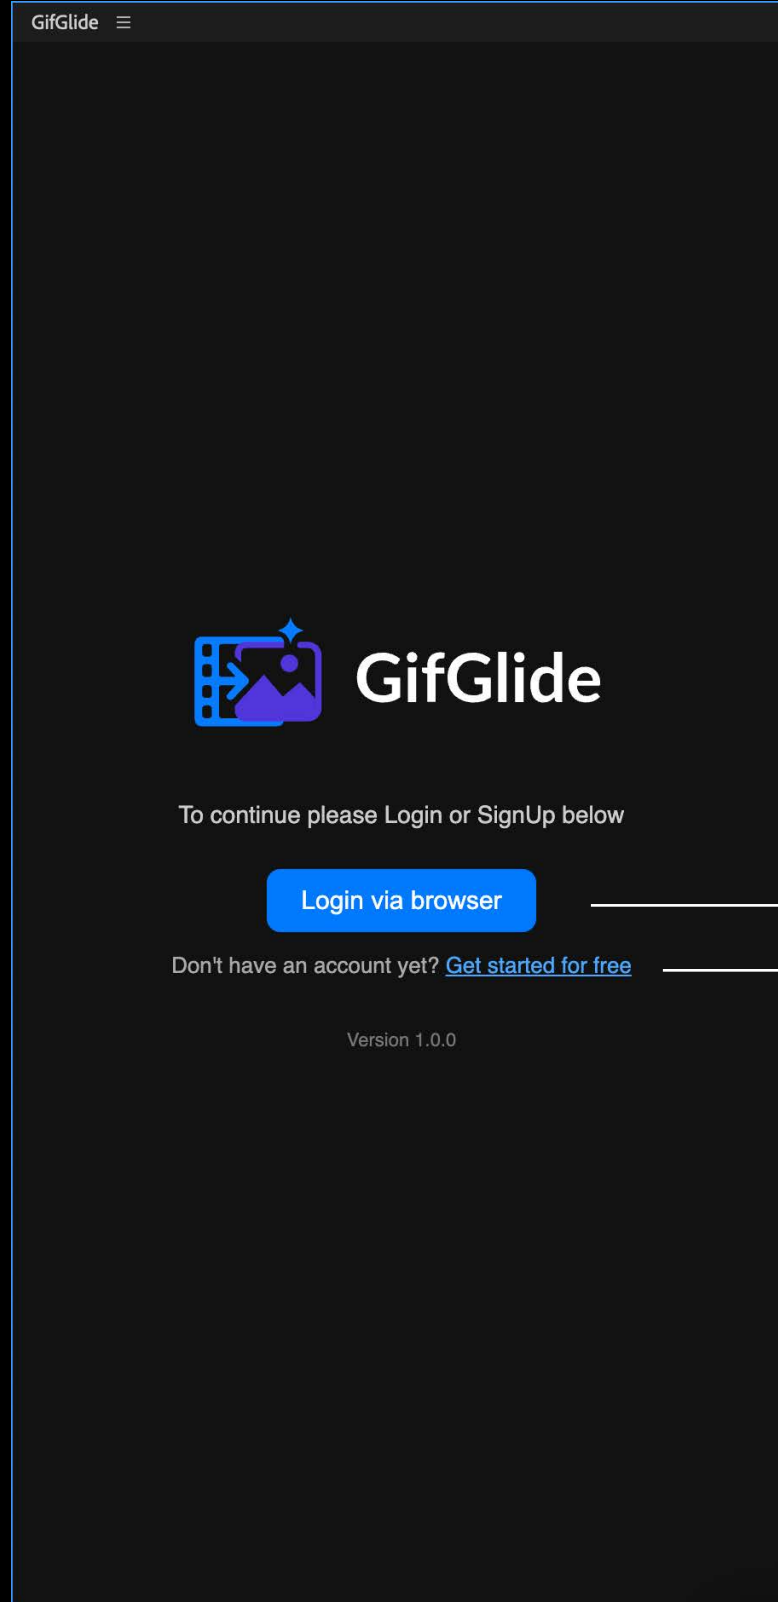 GifGlide
GifGlide
To continue please Login or SignUp below
Login via browser
Don't have an account yet? Get started for free
Version 1.0.0